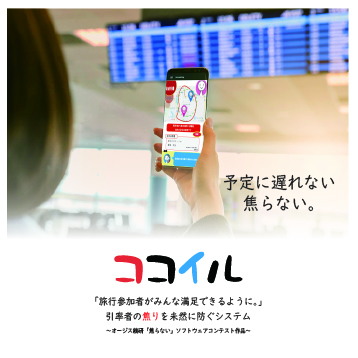 予定に遅れない
焦らない。
ココイル
「旅行参加者がみんな満足できるように。」
引率者の焦りを未然に防ぐシステム
～オージス総研「焦らない」ソフトウェアコンテスト作品～